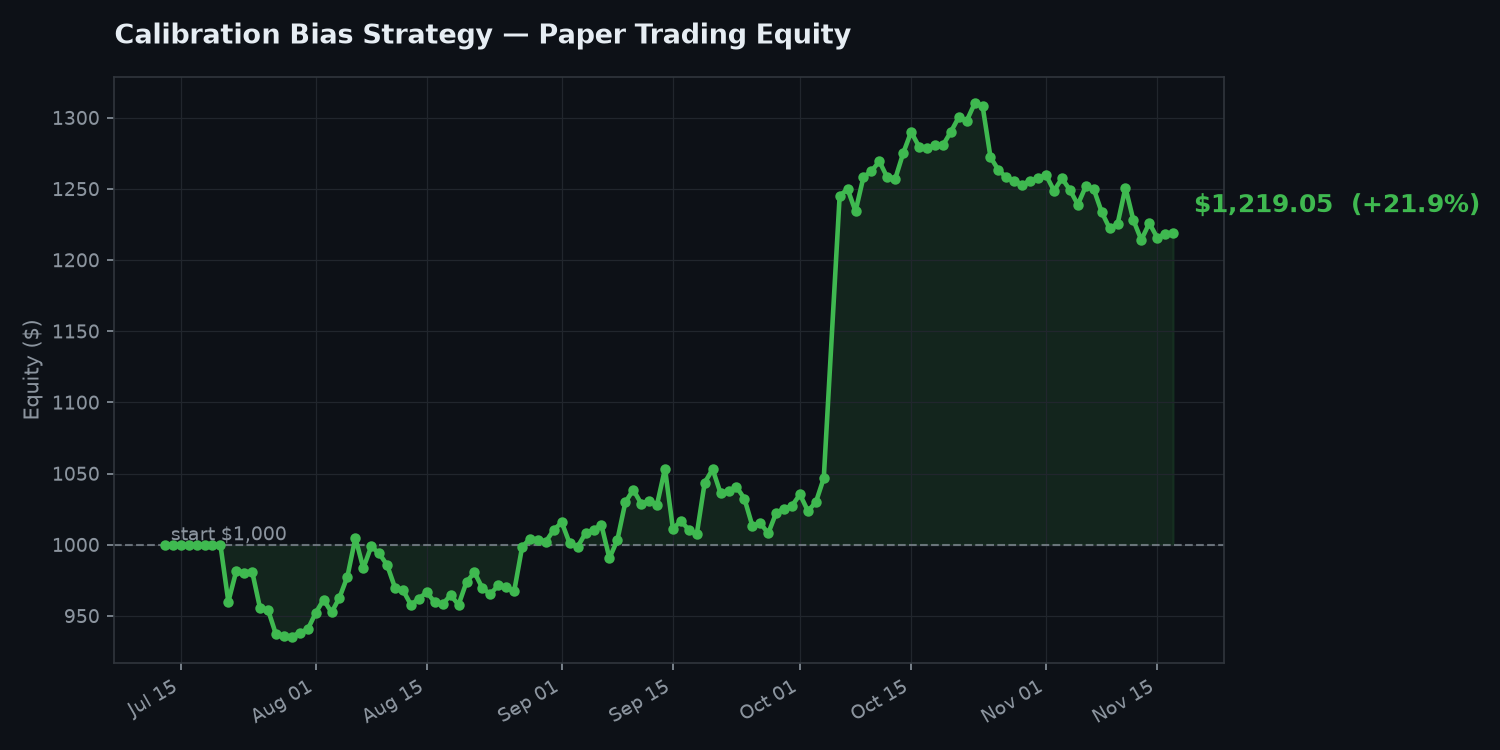 Calibration Bias Strategy — Paper Trading Equity
1300
1250
$1,219.05 (+21.9%)
1200
1150
Equity ($)
1100
1050
start $1,000
1000
950
Jul 15
Aug 01
Aug 15
Sep 01
Sep 15
Oct 01
Oct 15
Nov 01
Nov 15